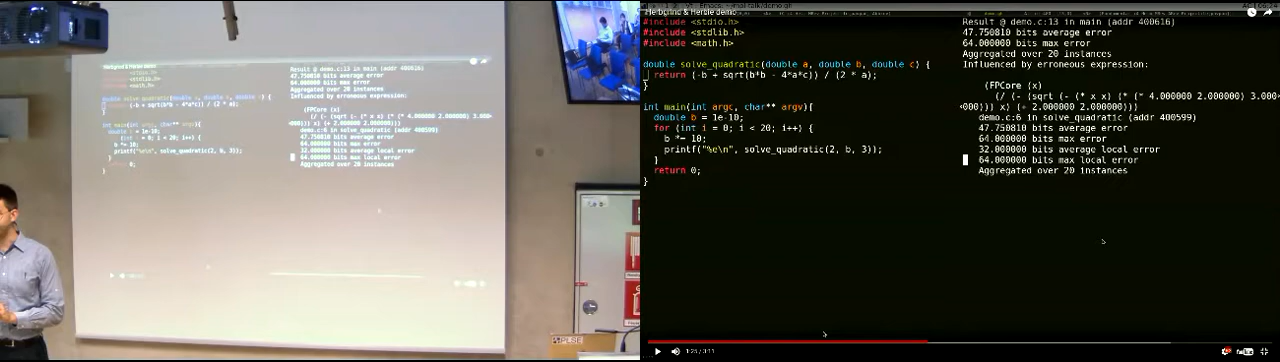 Herbgrind & Herbie demo
#include <stdio.h>
#include <stdlib.h>
#include <math.h>
double solve_quadratic(double a, double b, double c) {
return (-b + sqrt(b*b - 4*a*c)) / (2 * a);
}
int main(int argc, char** argv){
double b = 1e-10;
for (int i = 0; i < 20; i++) {
b *= 10;
printf("%e\n", solve_quadratic(2, b, 3));
}
return 0;
}
Result @ demo.c:13 in main (addr 400616)
47.750810 bits average error
64.000000 bits max error
Aggregated over 20 instances
Influenced by erroneous expression:
(FPCore (x)
(/ (- (sqrt (- (* x x) (* (* 4.000000 2.000000) 3.000
000))) x) (* 2.000000 2.000000)))
demo.c:6 in solve_quadratic (addr 400599)
47.750810 bits average error
64.000000 bits max error
32.000000 bits average local error
64.000000 bits max local error
Aggregated over 20 instances
1:25 / 3:11
PLSE